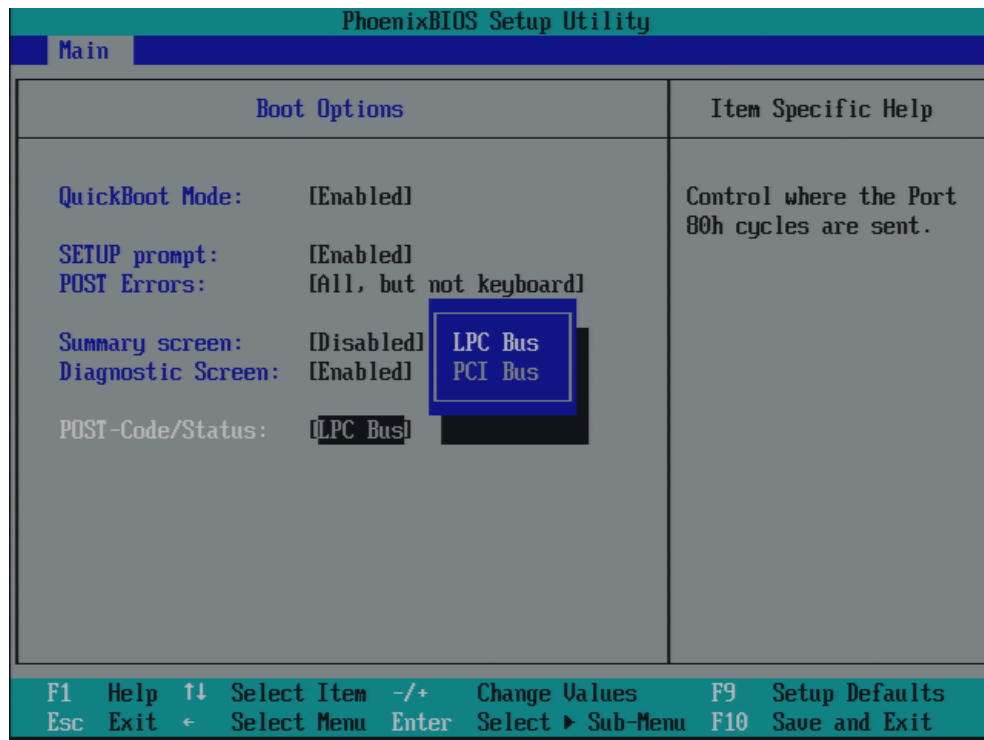 PhoenixBIOS Setup Utility
Main
Boot Options
Item Specific Help
QuickBoot Mode: [Enabled]
SETUP prompt: [Enabled]
POST Errors: [All, but not keyboard]
Summary screen: [Disabled]
Diagnostic Screen: [Enabled]
POST-Code/Status: [LPC Bus]
LPC Bus
PCI Bus
Control where the Port
80h cycles are sent.
F1 Help ↑↓ Select Item -/+ Change Values F9 Setup Defaults
Esc Exit ← Select Menu Enter Select ▶ Sub-Menu F10 Save and Exit